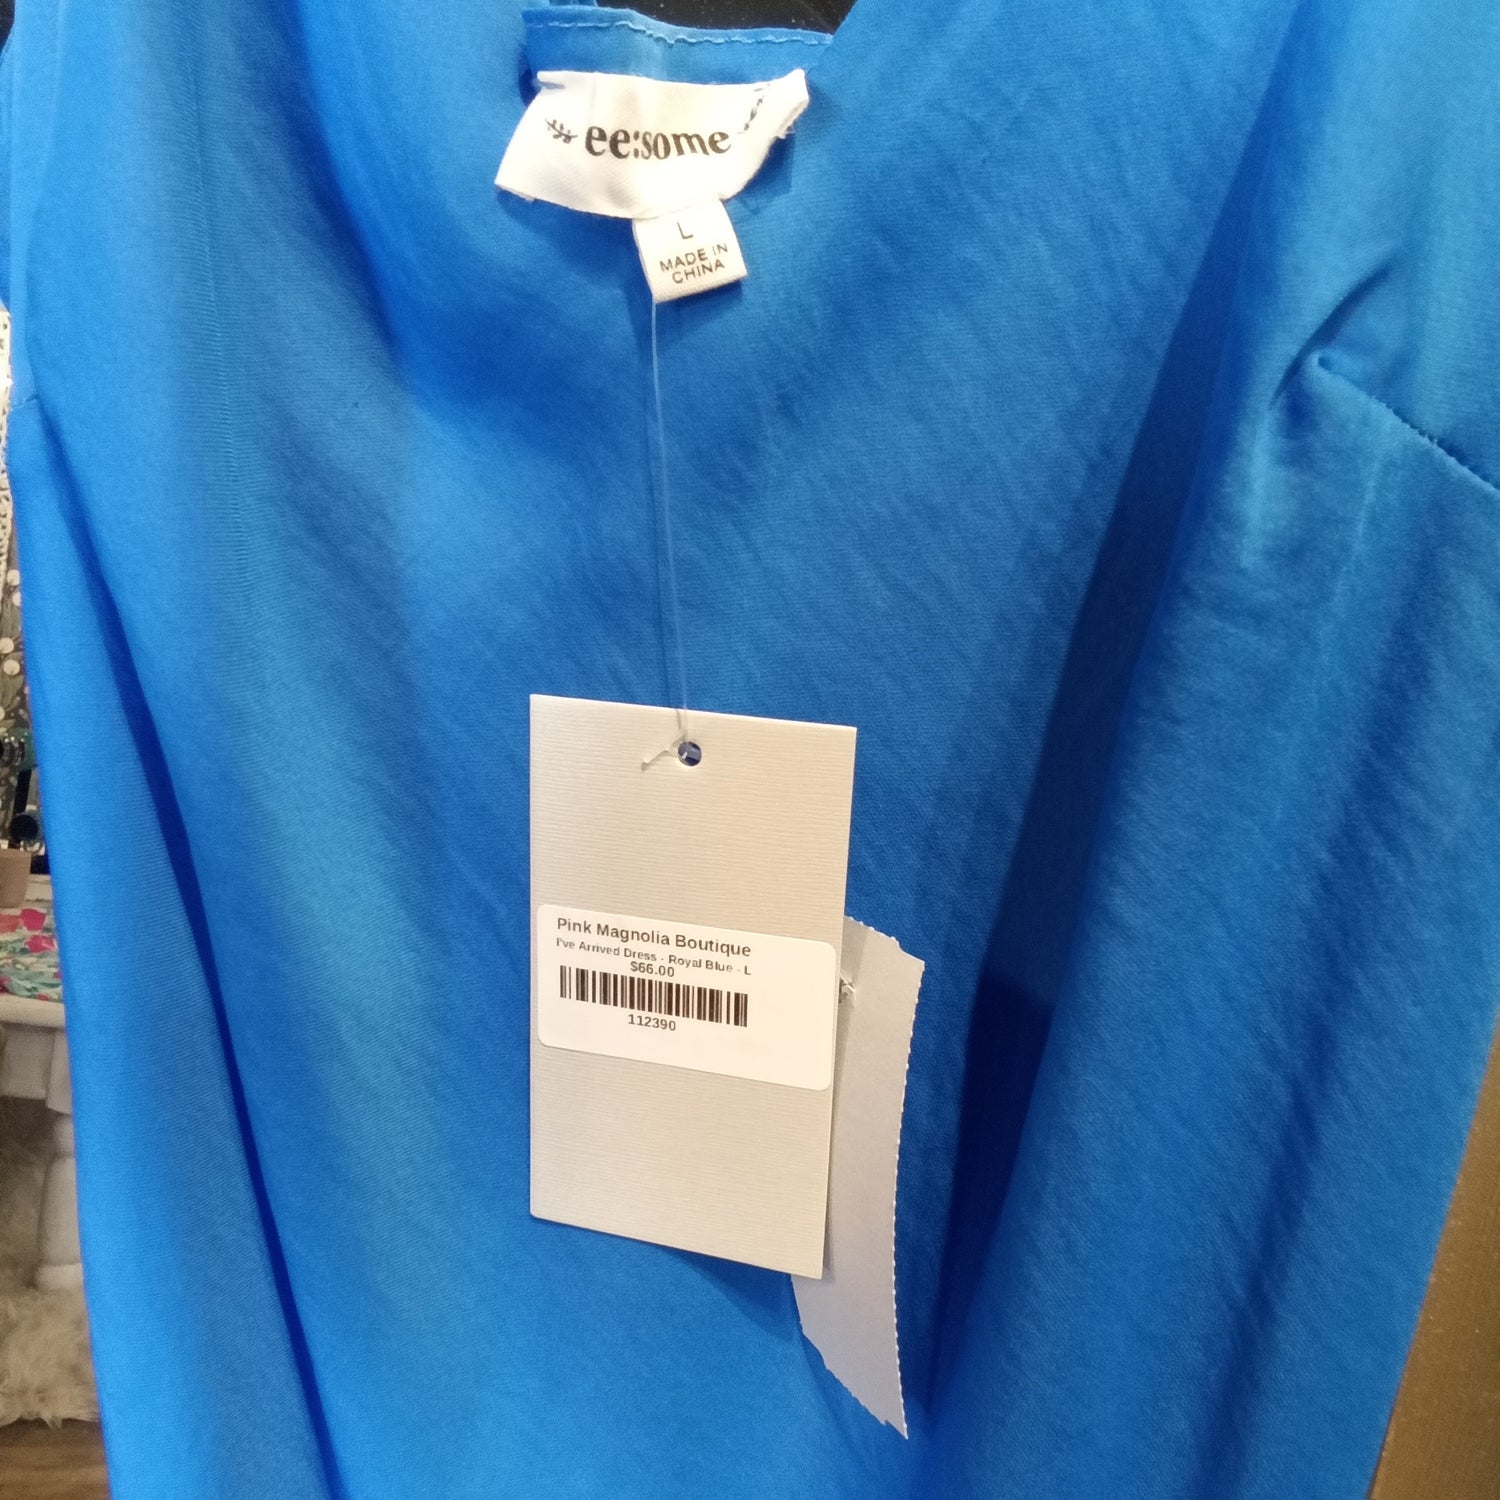 ee:some
L
MADE IN
CHINA
Pink Magnolia Boutique
I've Arrived Dress - Royal Blue - L
$66.00
112390